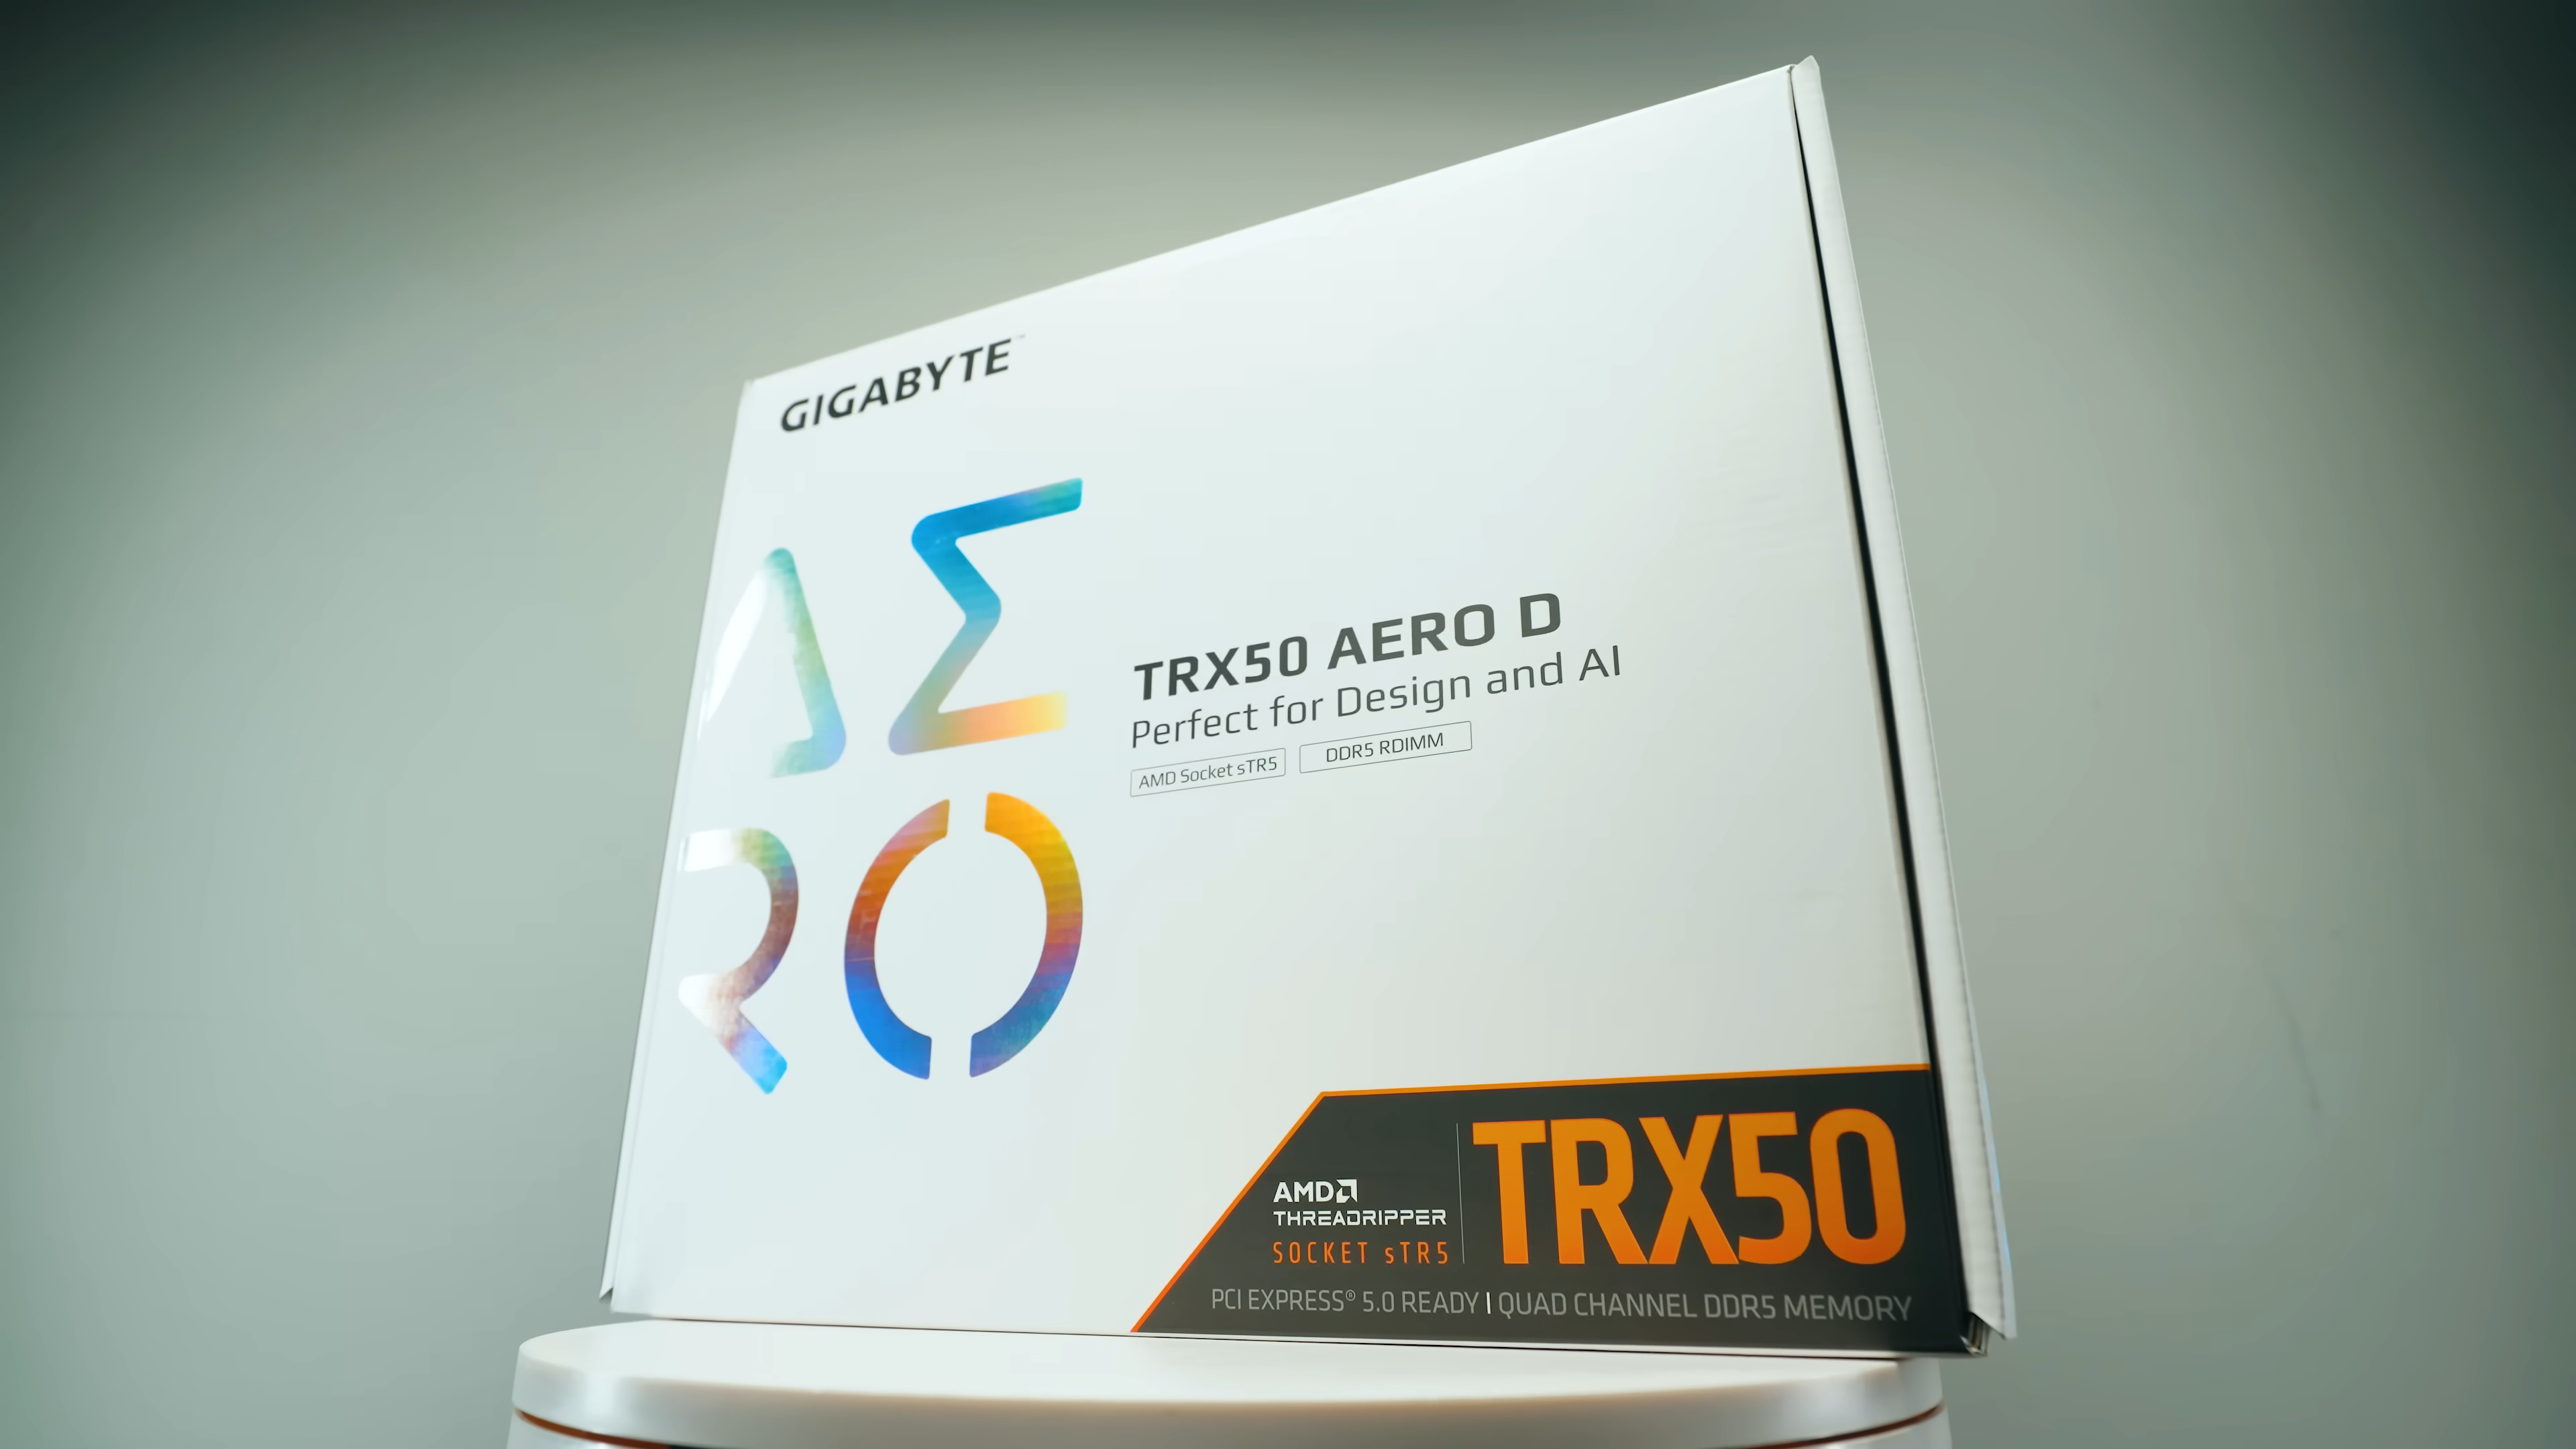 GIGABYTE™
AERO
TRX50 AERO D
Perfect for Design and AI
AMD Socket sTR5 DDR5 RDIMM
AMD
THREADRIPPER
SOCKET sTR5
TRX50
PCI EXPRESS® 5.0 READY | QUAD CHANNEL DDR5 MEMORY